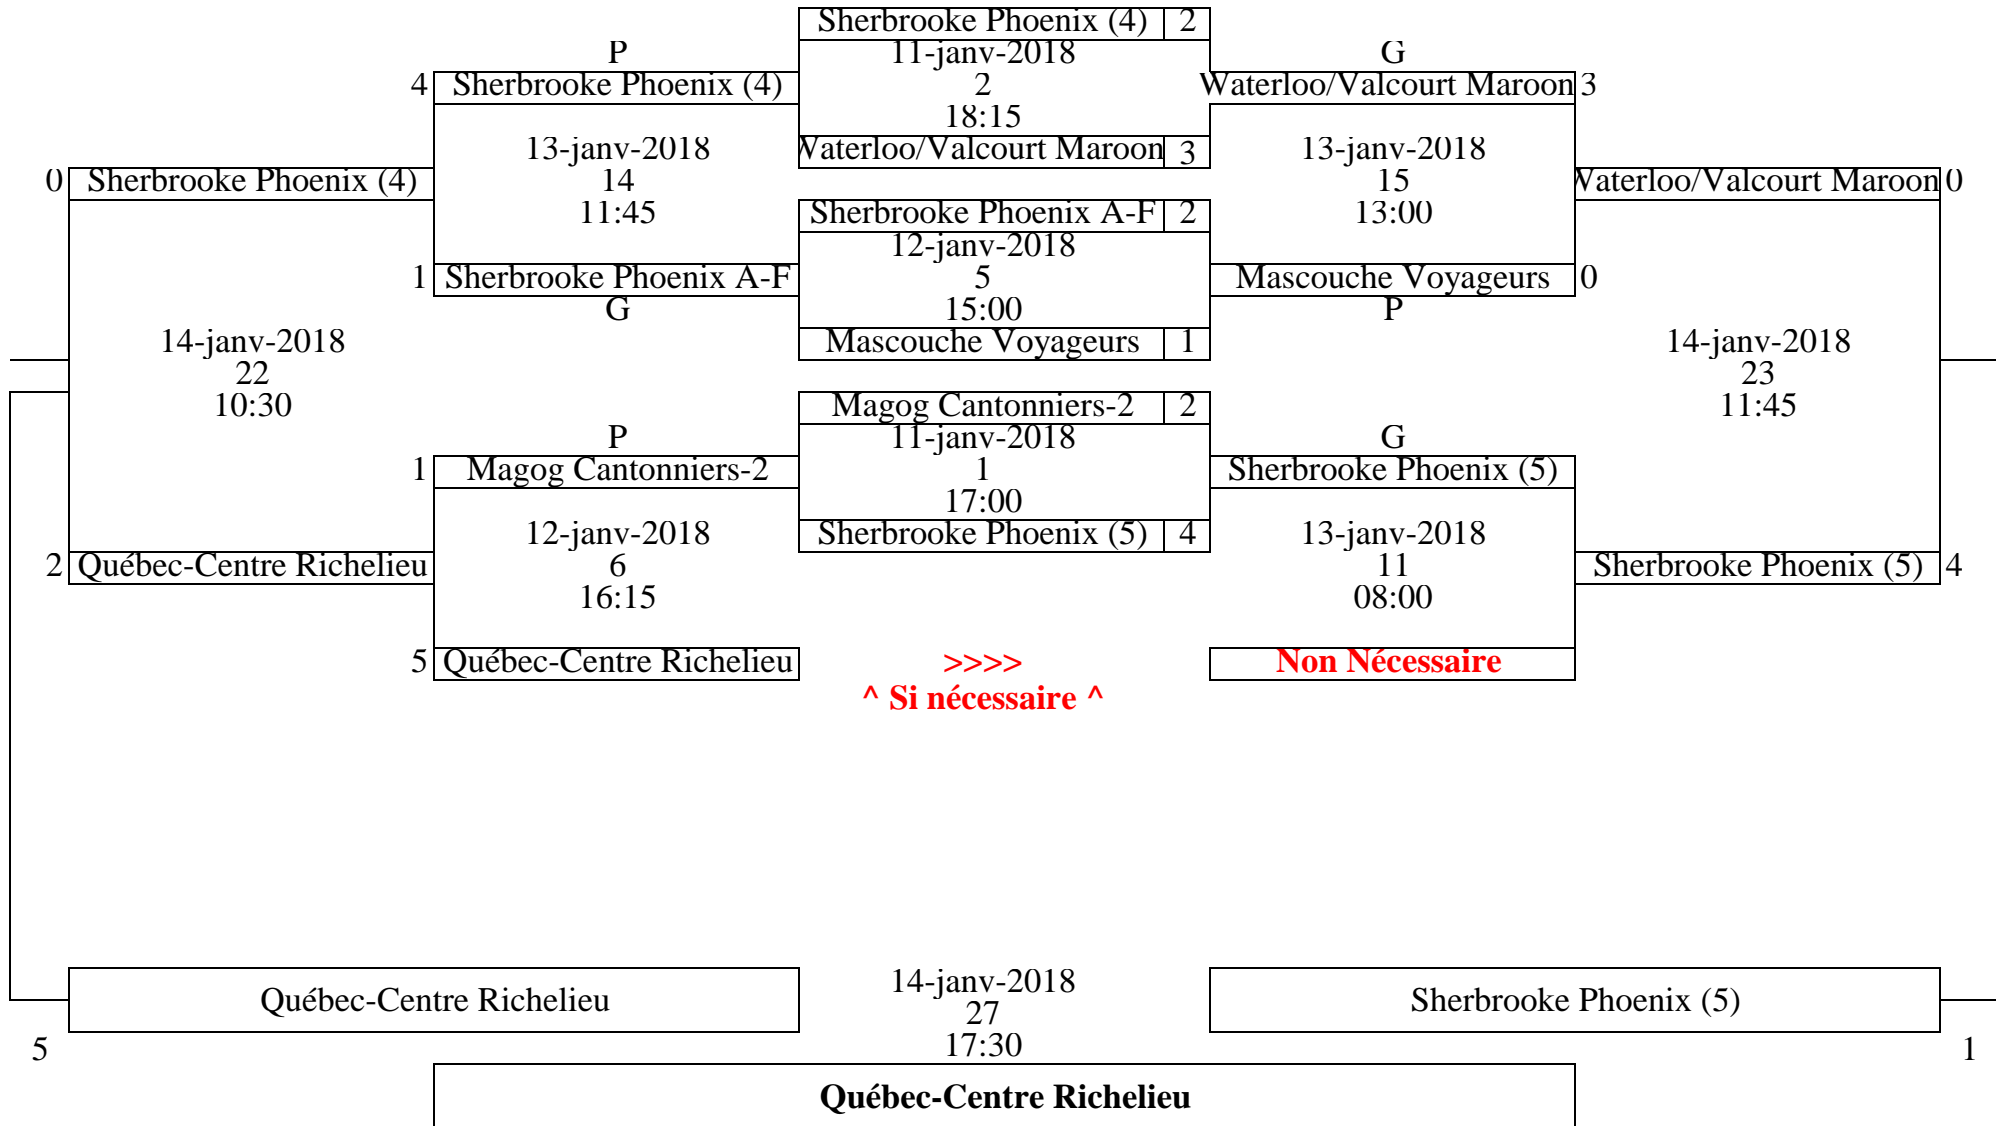 Sherbrooke Phoenix (4) 2
P 11-janv-2018 G
4 Sherbrooke Phoenix (4) 2 Waterloo/Valcourt Maroon 3
18:15
13-janv-2018 Waterloo/Valcourt Maroon 3 13-janv-2018
0 Sherbrooke Phoenix (4) 14 15 Waterloo/Valcourt Maroon 0
11:45 Sherbrooke Phoenix A-F 2 13:00
12-janv-2018
1 Sherbrooke Phoenix A-F 5 Mascouche Voyageurs 0
G 15:00 P
14-janv-2018 Mascouche Voyageurs 1 14-janv-2018
22 23
10:30 Magog Cantonniers-2 2 11:45
P 11-janv-2018 G
1 Magog Cantonniers-2 1 Sherbrooke Phoenix (5)
17:00
12-janv-2018 Sherbrooke Phoenix (5) 4 13-janv-2018
2 Québec-Centre Richelieu 6 11 Sherbrooke Phoenix (5) 4
16:15 08:00
5 Québec-Centre Richelieu >>>> Non Nécessaire
^ Si nécessaire ^
14-janv-2018
Québec-Centre Richelieu 27 Sherbrooke Phoenix (5)
5 17:30 1
Québec-Centre Richelieu